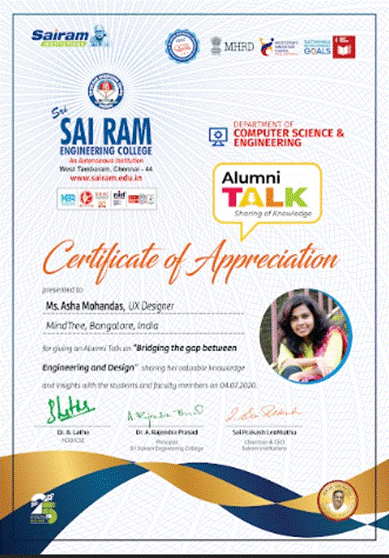 Sairam
INSTITUTIONS
MHRD
SUSTAINABLE
DEVELOPMENT
GOALS
Sri
SAI RAM
ENGINEERING COLLEGE
An Autonomous Institution
West Tambaram, Chennai - 44
www.sairam.edu.in
DEPARTMENT OF
COMPUTER SCIENCE &
ENGINEERING
Alumni
TALK
Sharing of Knowledge
Certificate of Appreciation
presented to
Ms. Asha Mohandas, UX Designer
MindTree, Bangalore, India
for giving an Alumni Talk on "Bridging the gap between
Engineering and Design" sharing her valuable knowledge
and insights with the students and faculty members on 04.07.2020.
Dr. B. Latha
HOD/CSE
Dr. A. Rajendra Prasad
Principal
Sri Sairam Engineering College
Sai Prakash LeoMuthu
Chairman & CEO
Sairam Institutions
25